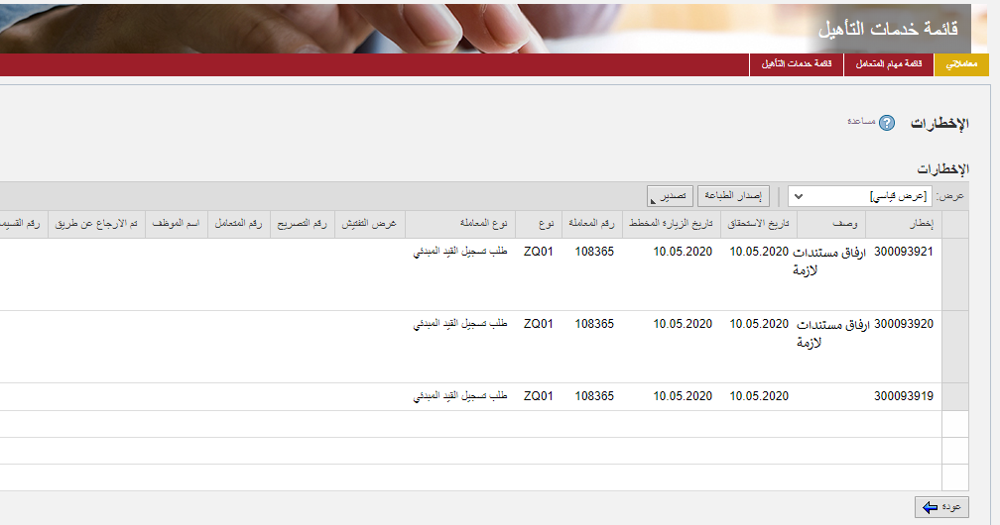 قائمة خدمات التأهيل
معاملاتي
قائمة مهام المتعامل
قائمة خدمات التأهيل
الإخطارات
مساعدة
الإخطارات
عرض: [عرض قياسي] إصدار الطباعة تصدير
إخطار وصف تاريخ الاستحقاق تاريخ الزيارة المخطط رقم المعاملة نوع نوع المعاملة غرض التفتيش رقم التصريح رقم المتعامل اسم الموظف تم الارجاع عن طريق رقم القسيمة
300093921 ارفاق مستندات 10.05.2020 10.05.2020 108365 ZQ01 طلب تسجيل القيد المبدئي
لازمة
300093920 ارفاق مستندات 10.05.2020 10.05.2020 108365 ZQ01 طلب تسجيل القيد المبدئي
لازمة
300093919 10.05.2020 10.05.2020 108365 ZQ01 طلب تسجيل القيد المبدئي
عودة